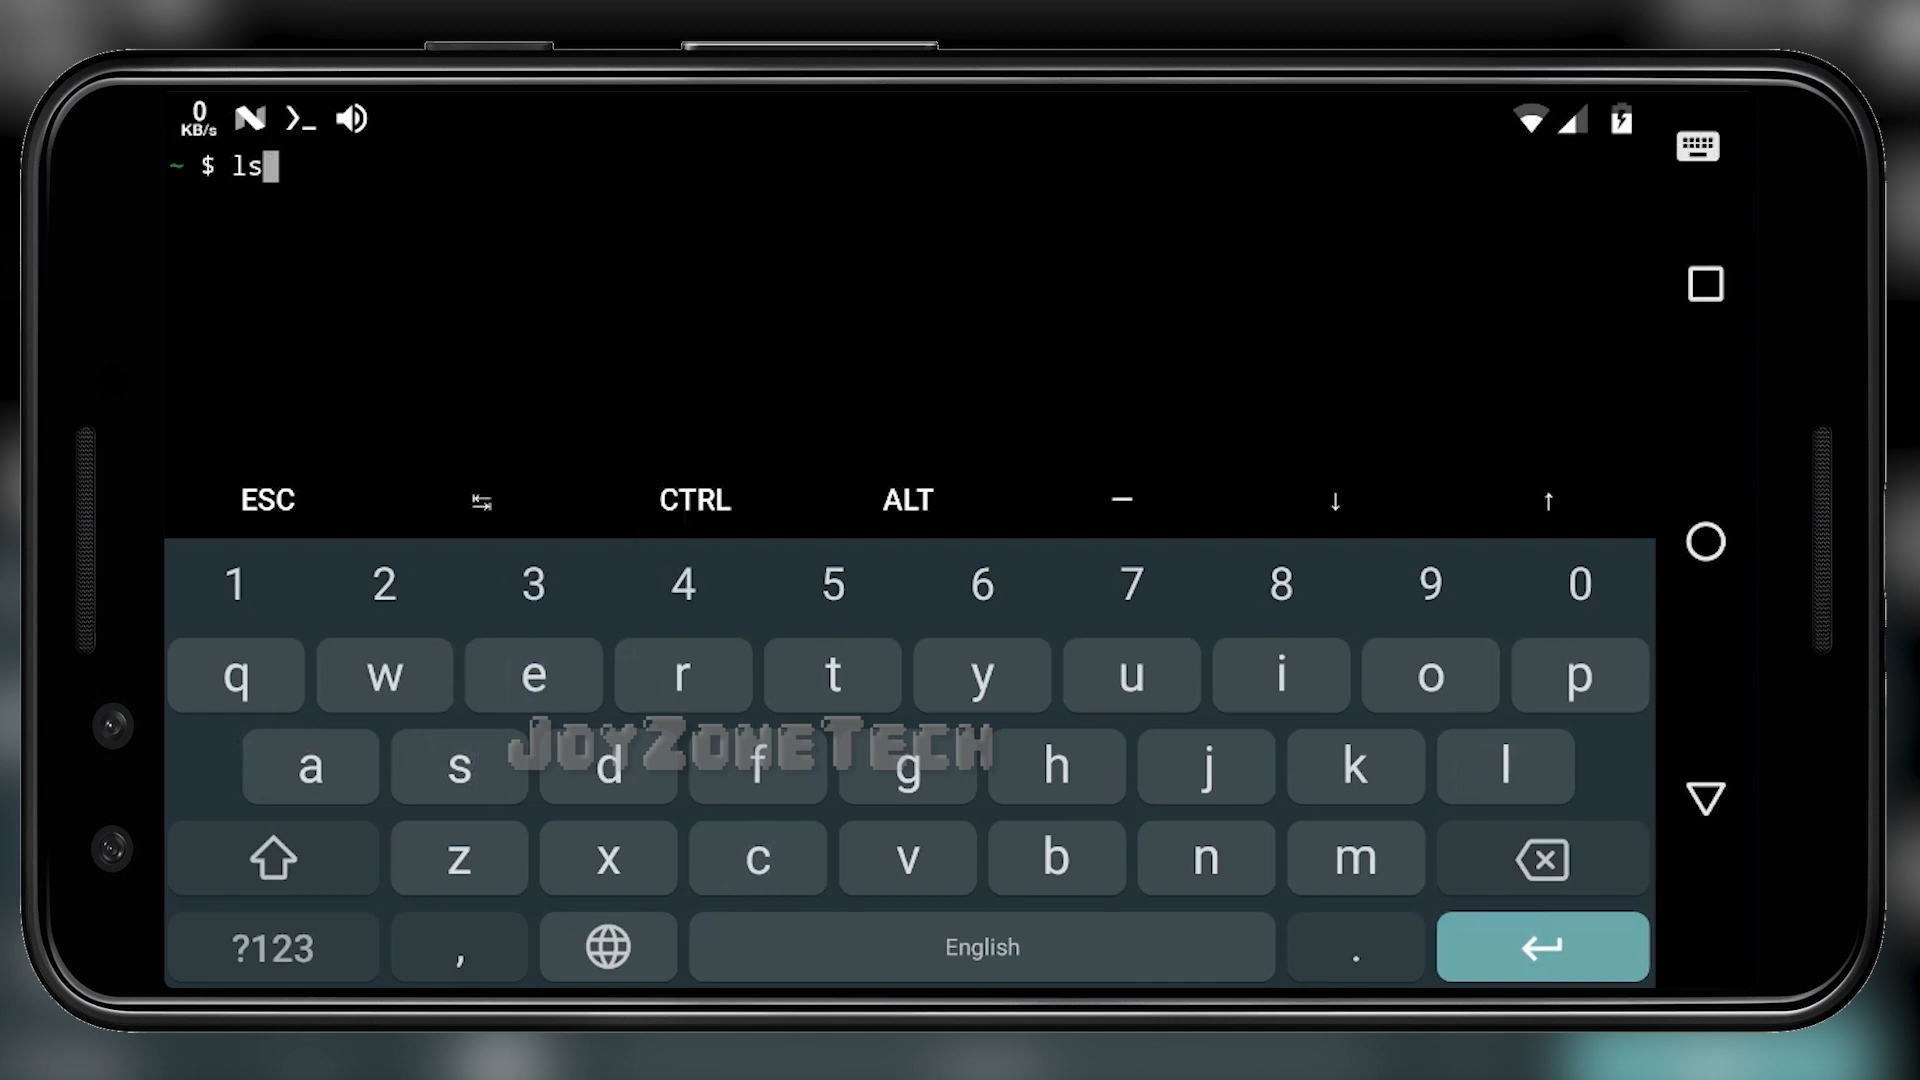 0
KB/s
~ $ ls
ESC CTRL ALT — ↓ ↑
1 2 3 4 5 6 7 8 9 0
q w e r t y u i o p
JoyZoneTech
a s d f g h j k l
z x c v b n m
?123 , English .